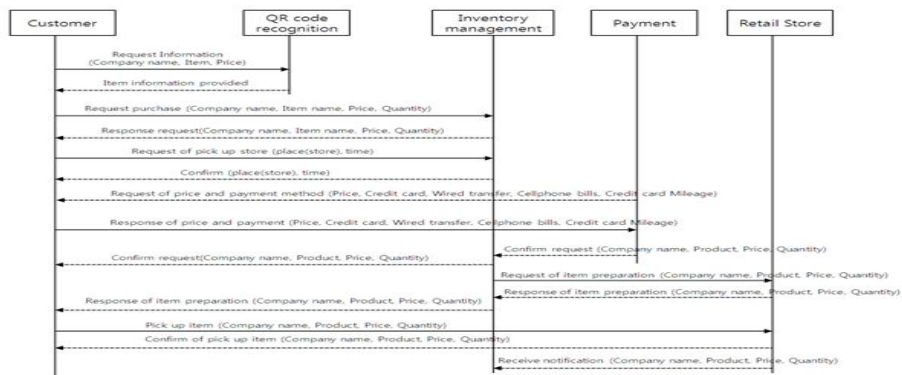 Customer
QR code
recognition
Inventory
management
Payment
Retail Store
Request Information
(Company name, Item, Price)
Item information provided
Request purchase (Company name, Item name, Price, Quantity)
Response request(Company name, Item name, Price, Quantity)
Request of pick up store (place(store), time)
Confirm (place(store), time)
Request of price and payment method (Price, Credit card, Wired transfer, Cellphone bills, Credit card Mileage)
Response of price and payment (Price, Credit card, Wired transfer, Cellphone bills, Credit card Mileage)
Confirm request (Company name, Product, Price, Quantity)
Confirm request(Company name, Product, Price, Quantity)
Request of item preparation (Company name, Product, Price, Quantity)
Response of item preparation (Company name, Product, Price, Quantity)
Response of item preparation (Company name, Product, Price, Quantity)
Pick up item (Company name, Product, Price, Quantity)
Confirm of pick up item (Company name, Product, Price, Quantity)
Receive notification (Company name, Product, Price, Quantity)